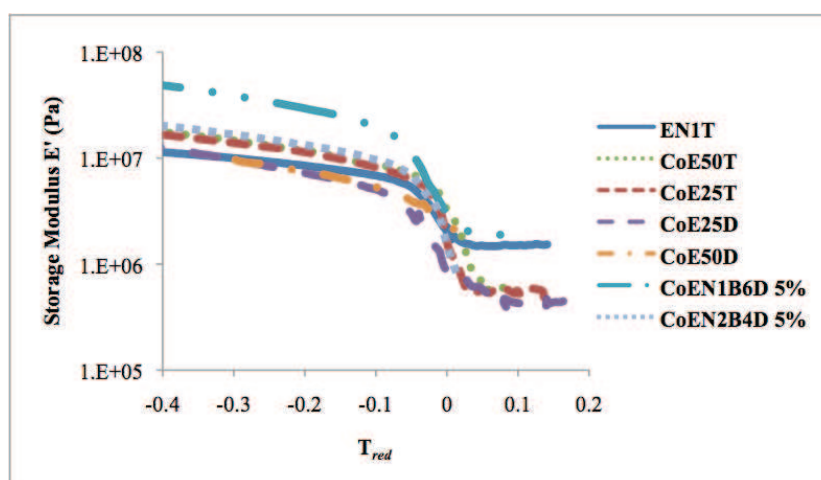 1.E+08
1.E+07
1.E+06
1.E+05
Storage Modulus E' (Pa)
-0.4 -0.3 -0.2 -0.1 0 0.1 0.2
Tred
EN1T
CoE50T
CoE25T
CoE25D
CoE50D
CoEN1B6D 5%
CoEN2B4D 5%